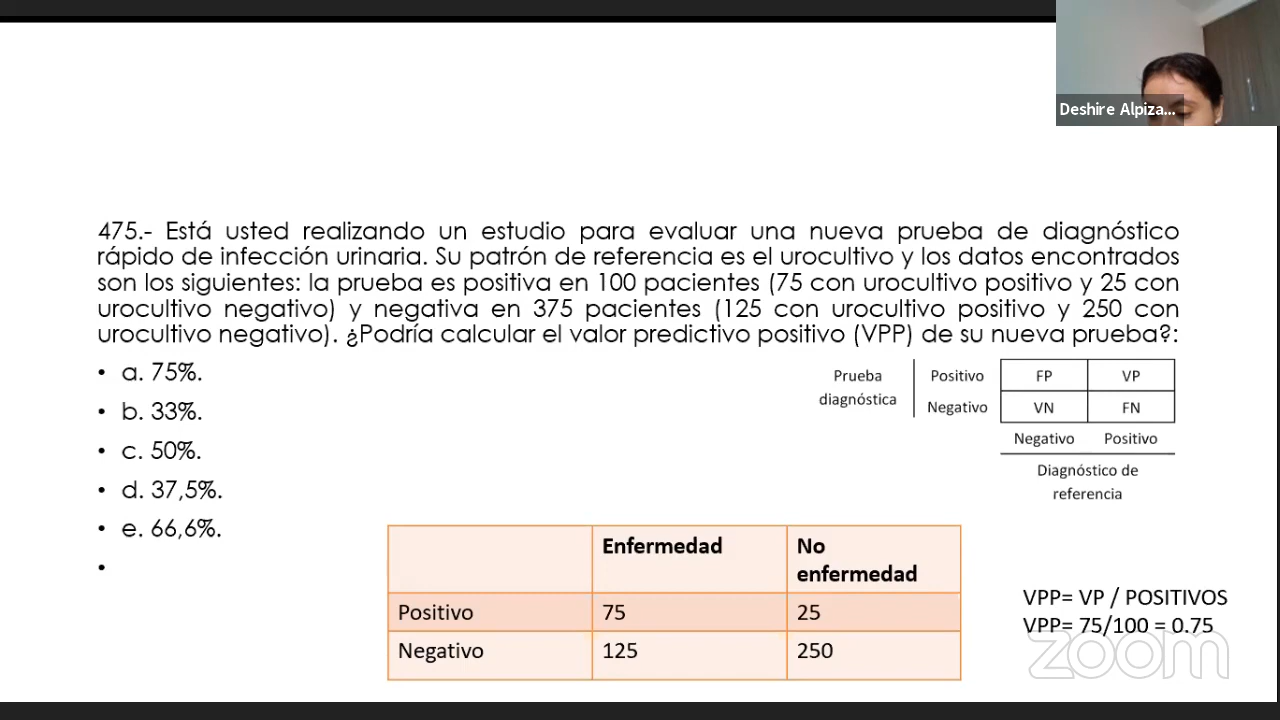 Deshire Alpiza...
475.- Está usted realizando un estudio para evaluar una nueva prueba de diagnóstico
rápido de infección urinaria. Su patrón de referencia es el urocultivo y los datos encontrados
son los siguientes: la prueba es positiva en 100 pacientes (75 con urocultivo positivo y 25 con
urocultivo negativo) y negativa en 375 pacientes (125 con urocultivo positivo y 250 con
urocultivo negativo). ¿Podría calcular el valor predictivo positivo (VPP) de su nueva prueba?:
• a. 75%.
• b. 33%.
• c. 50%.
• d. 37,5%.
• e. 66,6%.
•
Prueba diagnóstica
Positivo FP VP
Negativo VN FN
Negativo Positivo
Diagnóstico de
referencia
Enfermedad No
enfermedad
Positivo 75 25
Negativo 125 250
VPP= VP / POSITIVOS
VPP= 75/100 = 0.75
zoom